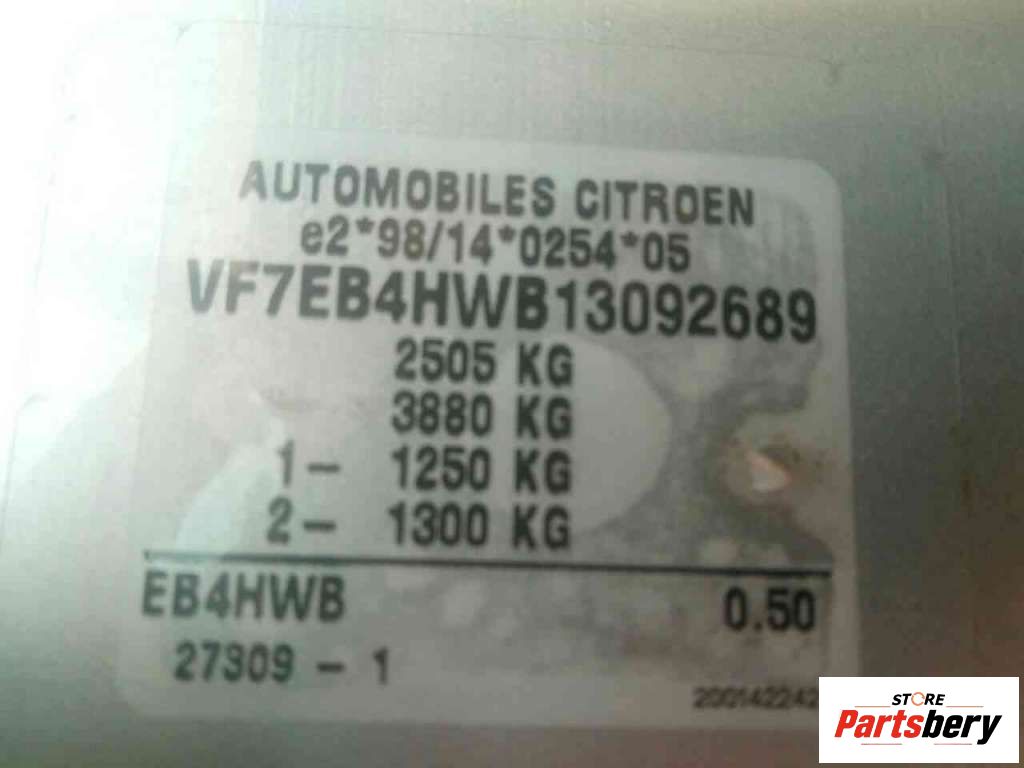 AUTOMOBILES CITROEN
e2*98/14*0254*05
VF7EB4HWB13092689
2505 KG
3880 KG
1- 1250 KG
2- 1300 KG
EB4HWB 0.50
27309 - 1
200142242
STORE
Partsbery